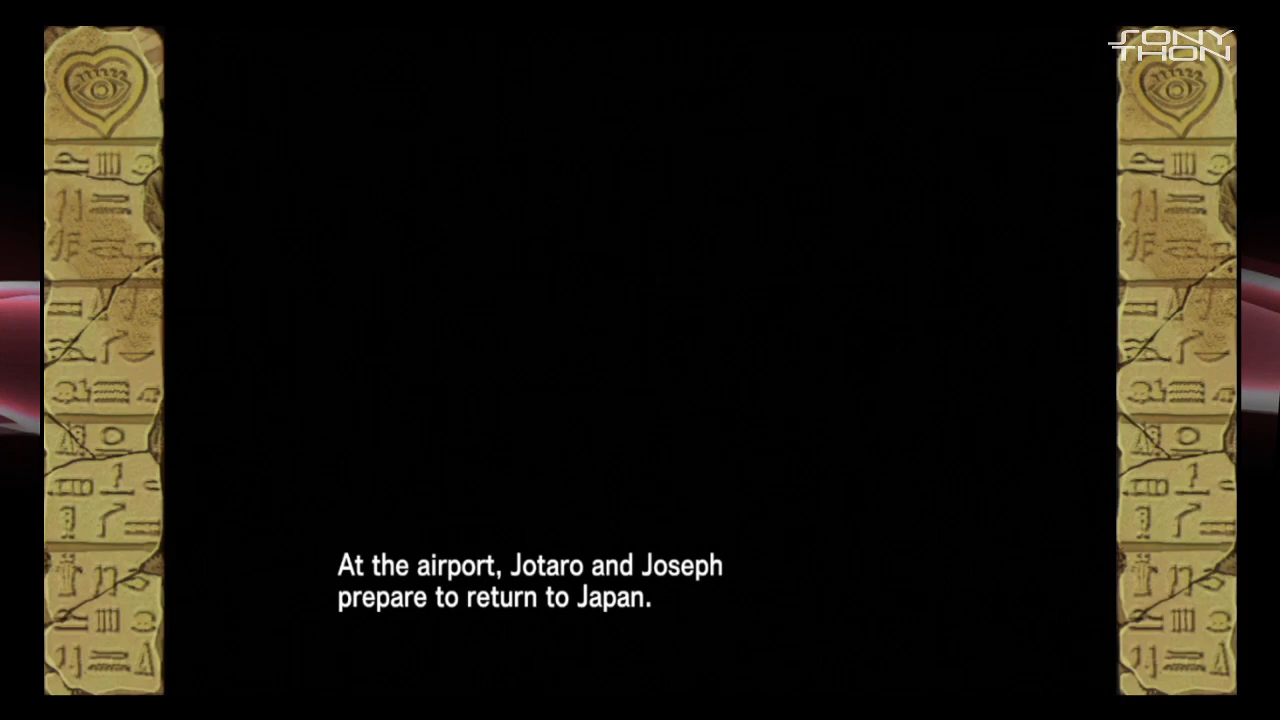 SONY
THON
At the airport, Jotaro and Joseph
prepare to return to Japan.